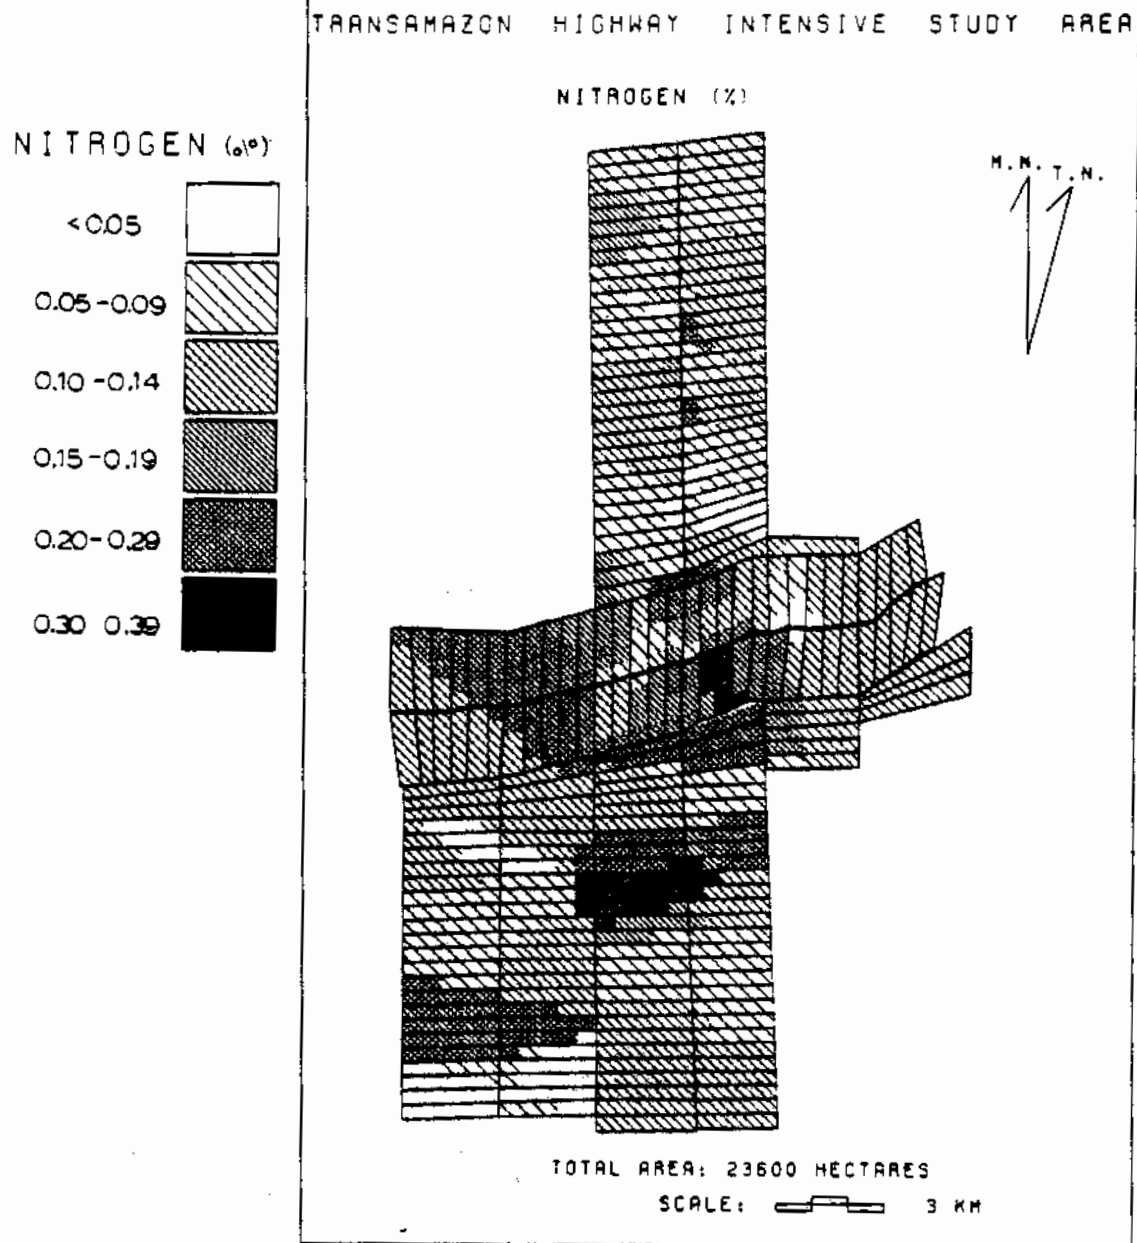 TRANSAMAZON HIGHWAY INTENSIVE STUDY AREA
NITROGEN (%)
NITROGEN (%)
<0.05
0.05-0.09
0.10-0.14
0.15-0.19
0.20-0.29
0.30 0.39
M.N. T.N.
TOTAL AREA: 23600 HECTARES
SCALE: 3 KM